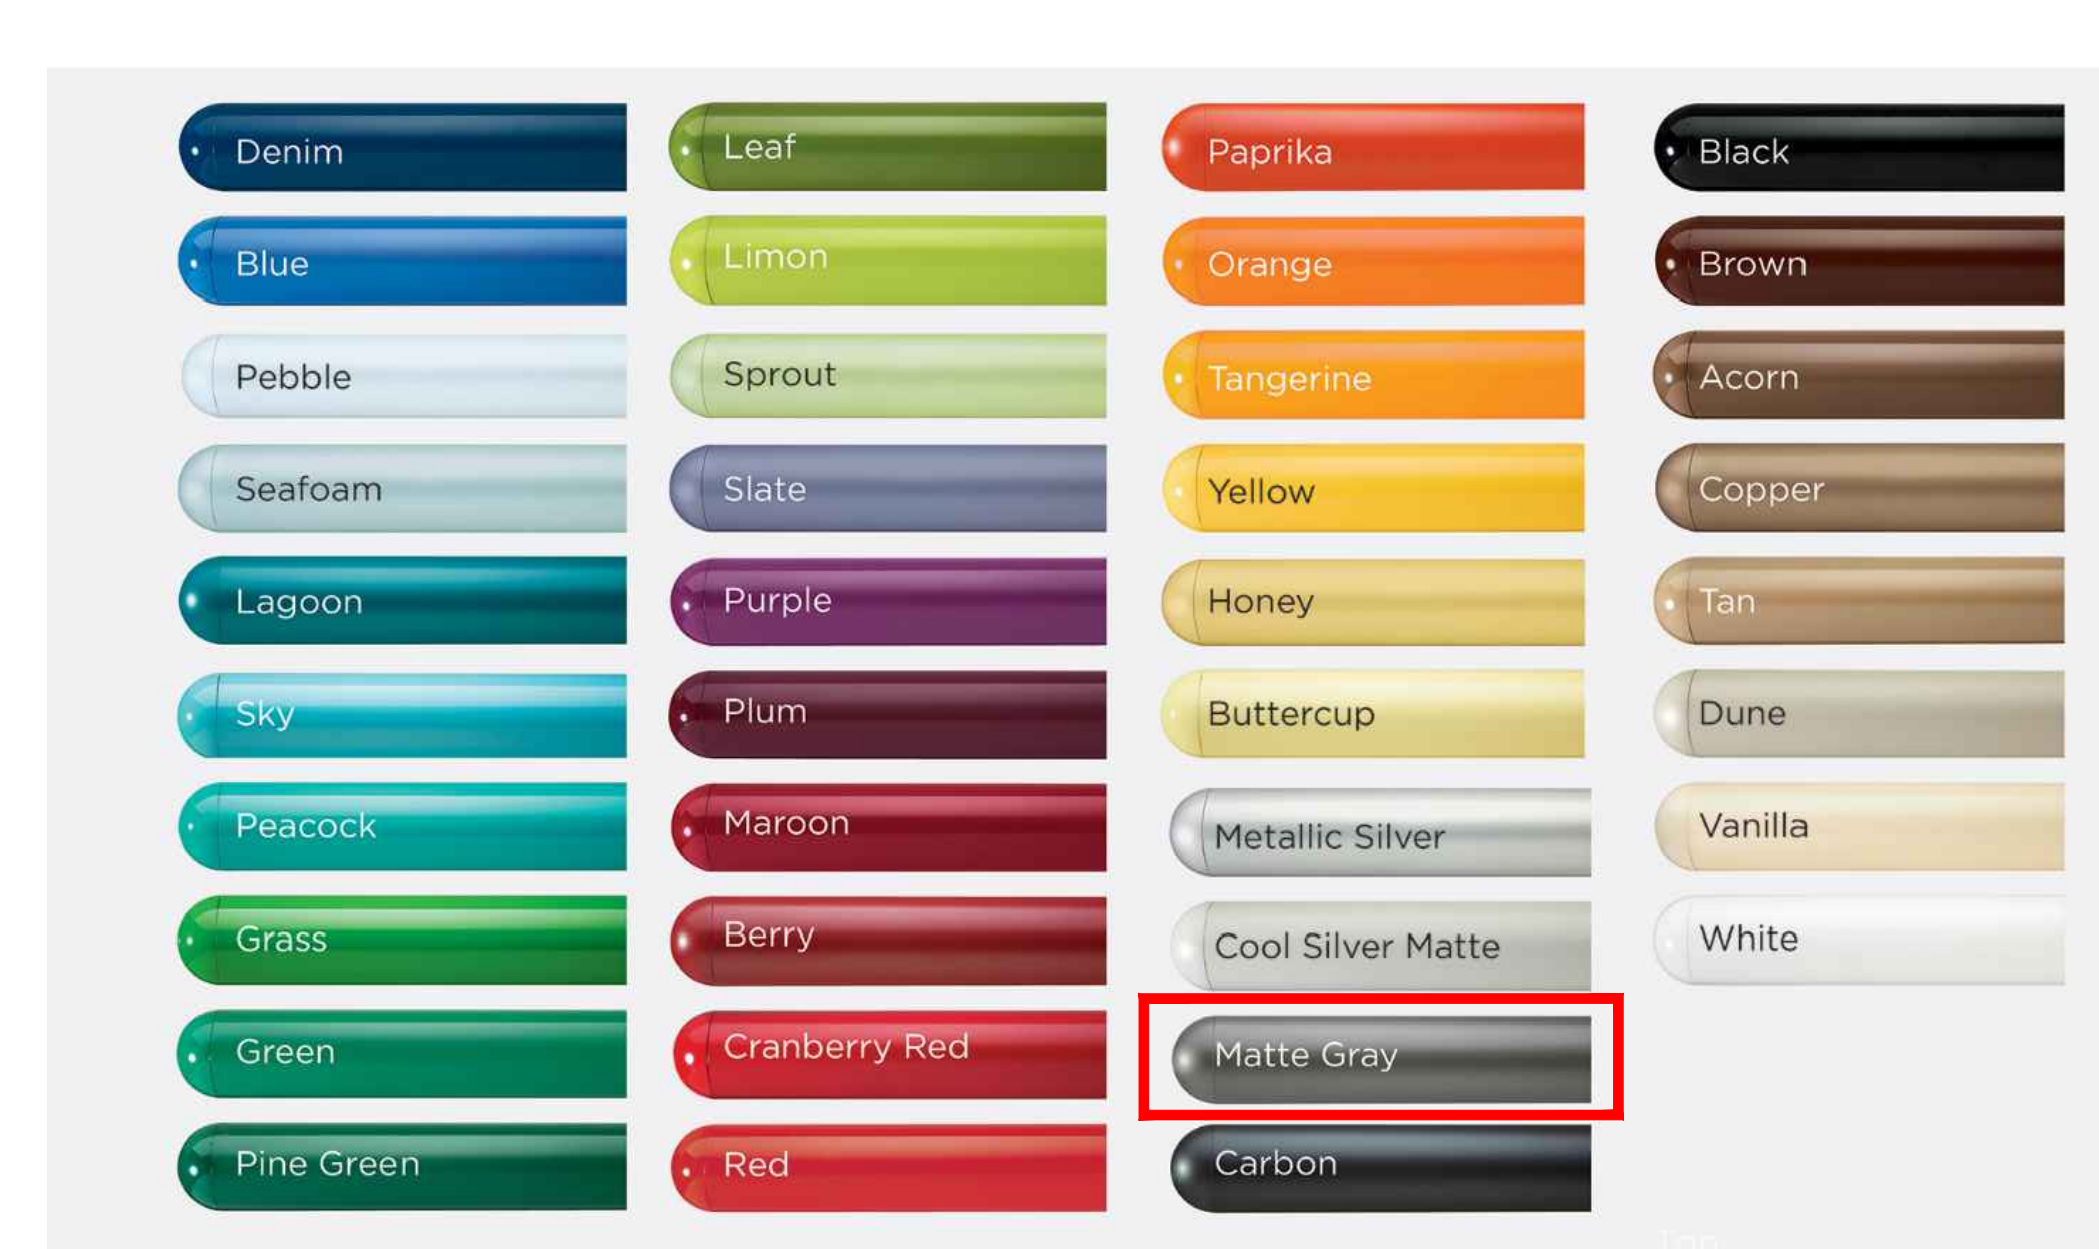 Denim
Blue
Pebble
Seafoam
Lagoon
Sky
Peacock
Grass
Green
Pine Green
Leaf
Limon
Sprout
Slate
Purple
Plum
Maroon
Berry
Cranberry Red
Red
Paprika
Orange
Tangerine
Yellow
Honey
Buttercup
Metallic Silver
Cool Silver Matte
Matte Gray
Carbon
Black
Brown
Acorn
Copper
Tan
Dune
Vanilla
White